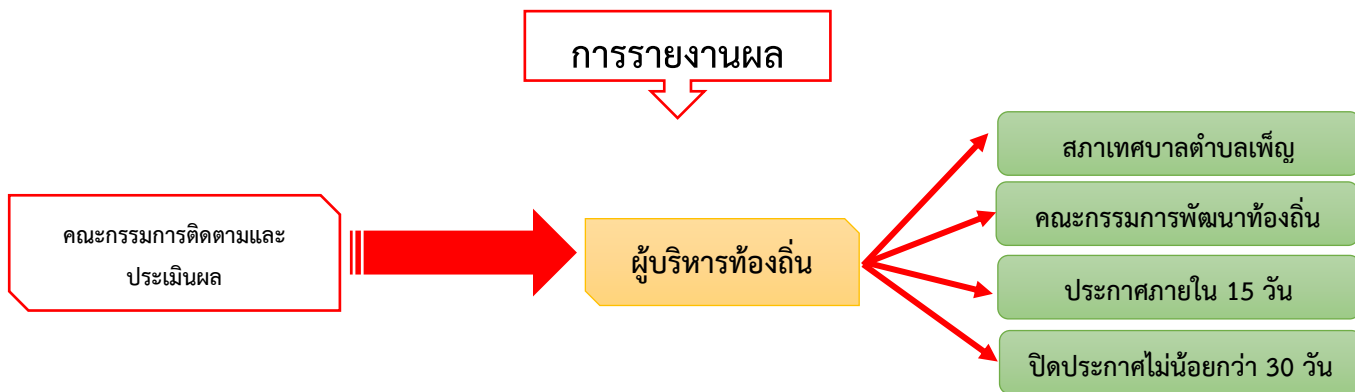 การรายงานผล
คณะกรรมการติดตามและ
ประเมินผล
ผู้บริหารท้องถิ่น
สภาเทศบาลตำบลเพ็ญ
คณะกรรมการพัฒนาท้องถิ่น
ประกาศภายใน 15 วัน
ปิดประกาศไม่น้อยกว่า 30 วัน